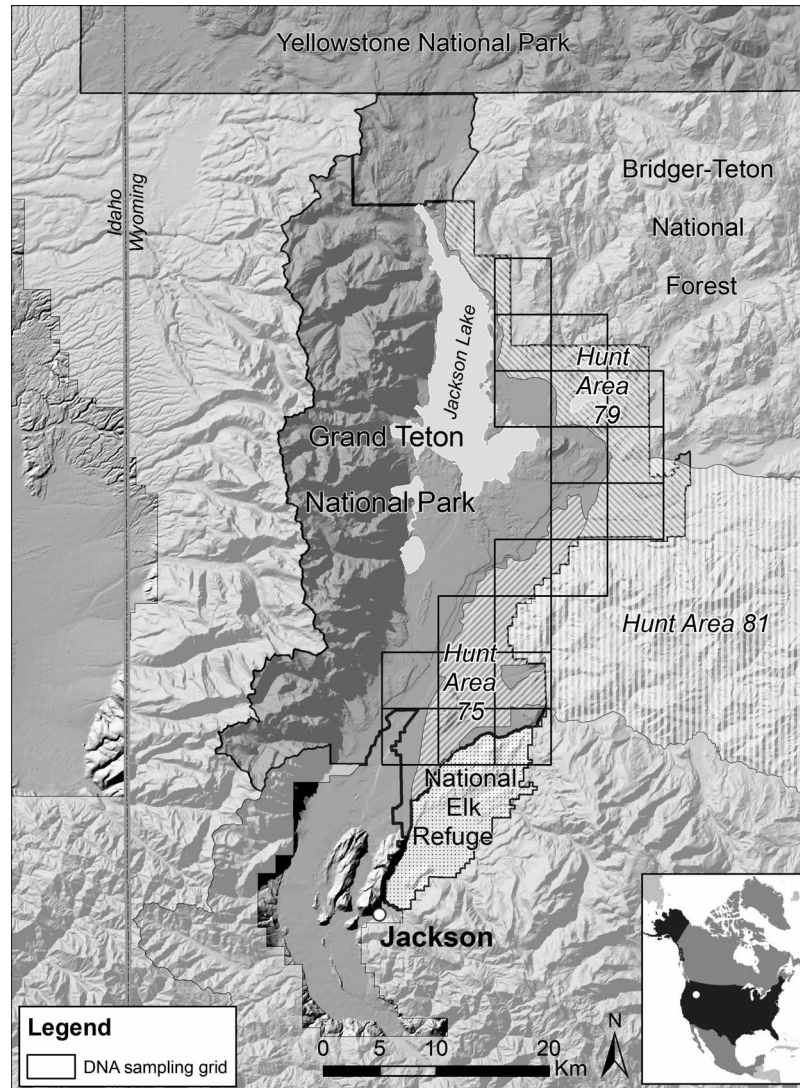 Yellowstone National Park
Idaho
Wyoming
Bridger-Teton
National
Forest
Jackson Lake
Hunt
Area
79
Grand Teton
National Park
Hunt Area 81
Hunt
Area
75
National
Elk
Refuge
Jackson
Legend
DNA sampling grid
N
0 5 10 20
Km